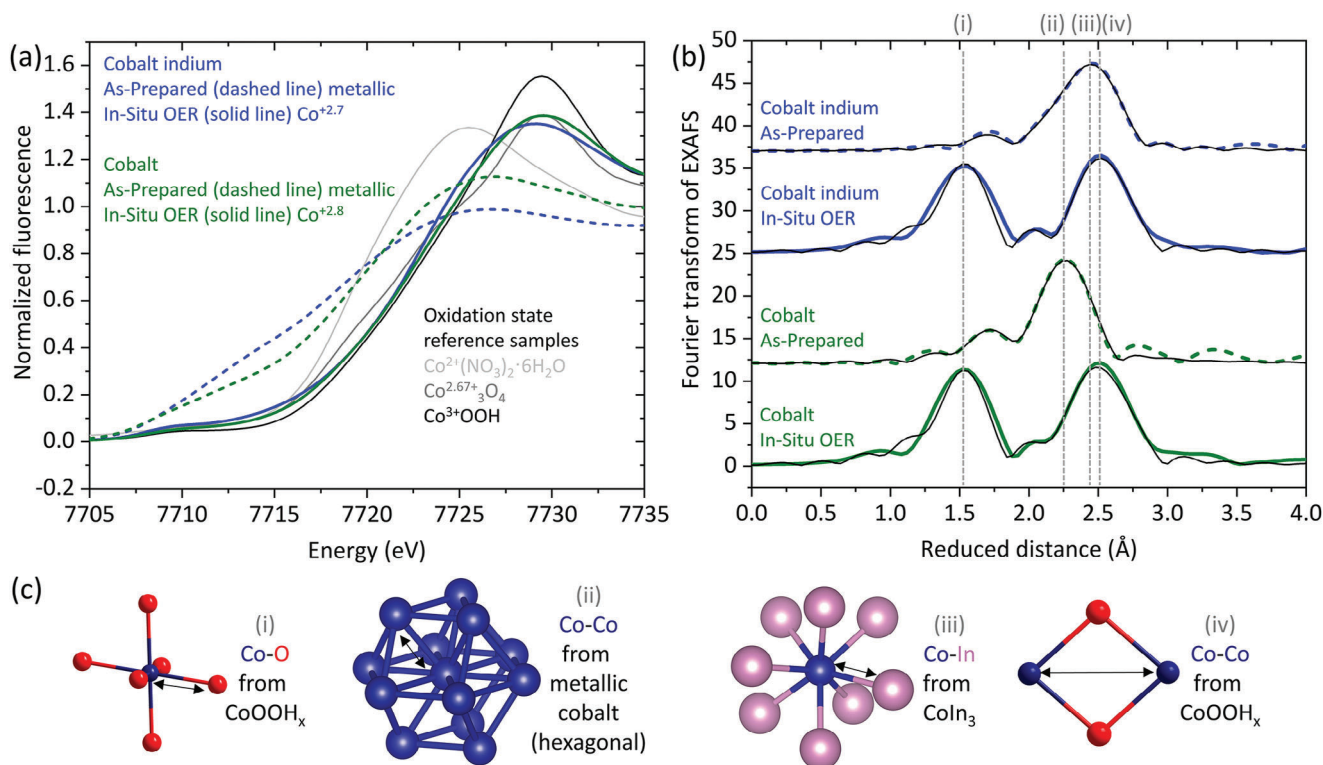 (a)
Normalized fluorescence
1.6
1.4
1.2
1.0
0.8
0.6
0.4
0.2
0.0
-0.2
Cobalt indium
As-Prepared (dashed line) metallic
In-Situ OER (solid line) Co+2.7
Cobalt
As-Prepared (dashed line) metallic
In-Situ OER (solid line) Co+2.8
Oxidation state
reference samples
Co2+(NO3)2·6H2O
Co2.67+3O4
Co3+OOH
7705 7710 7715 7720 7725 7730 7735
Energy (eV)
(b)
(i) (ii) (iii) (iv)
Fourier transform of EXAFS
50
45
40
35
30
25
20
15
10
5
0
Cobalt indium
As-Prepared
Cobalt indium
In-Situ OER
Cobalt
As-Prepared
Cobalt
In-Situ OER
0.0 0.5 1.0 1.5 2.0 2.5 3.0 3.5 4.0
Reduced distance (Å)
(c)
(i)
Co-O
from
CoOOHx
(ii)
Co-Co
from
metallic
cobalt
(hexagonal)
(iii)
Co-In
from
CoIn3
(iv)
Co-Co
from
CoOOHx